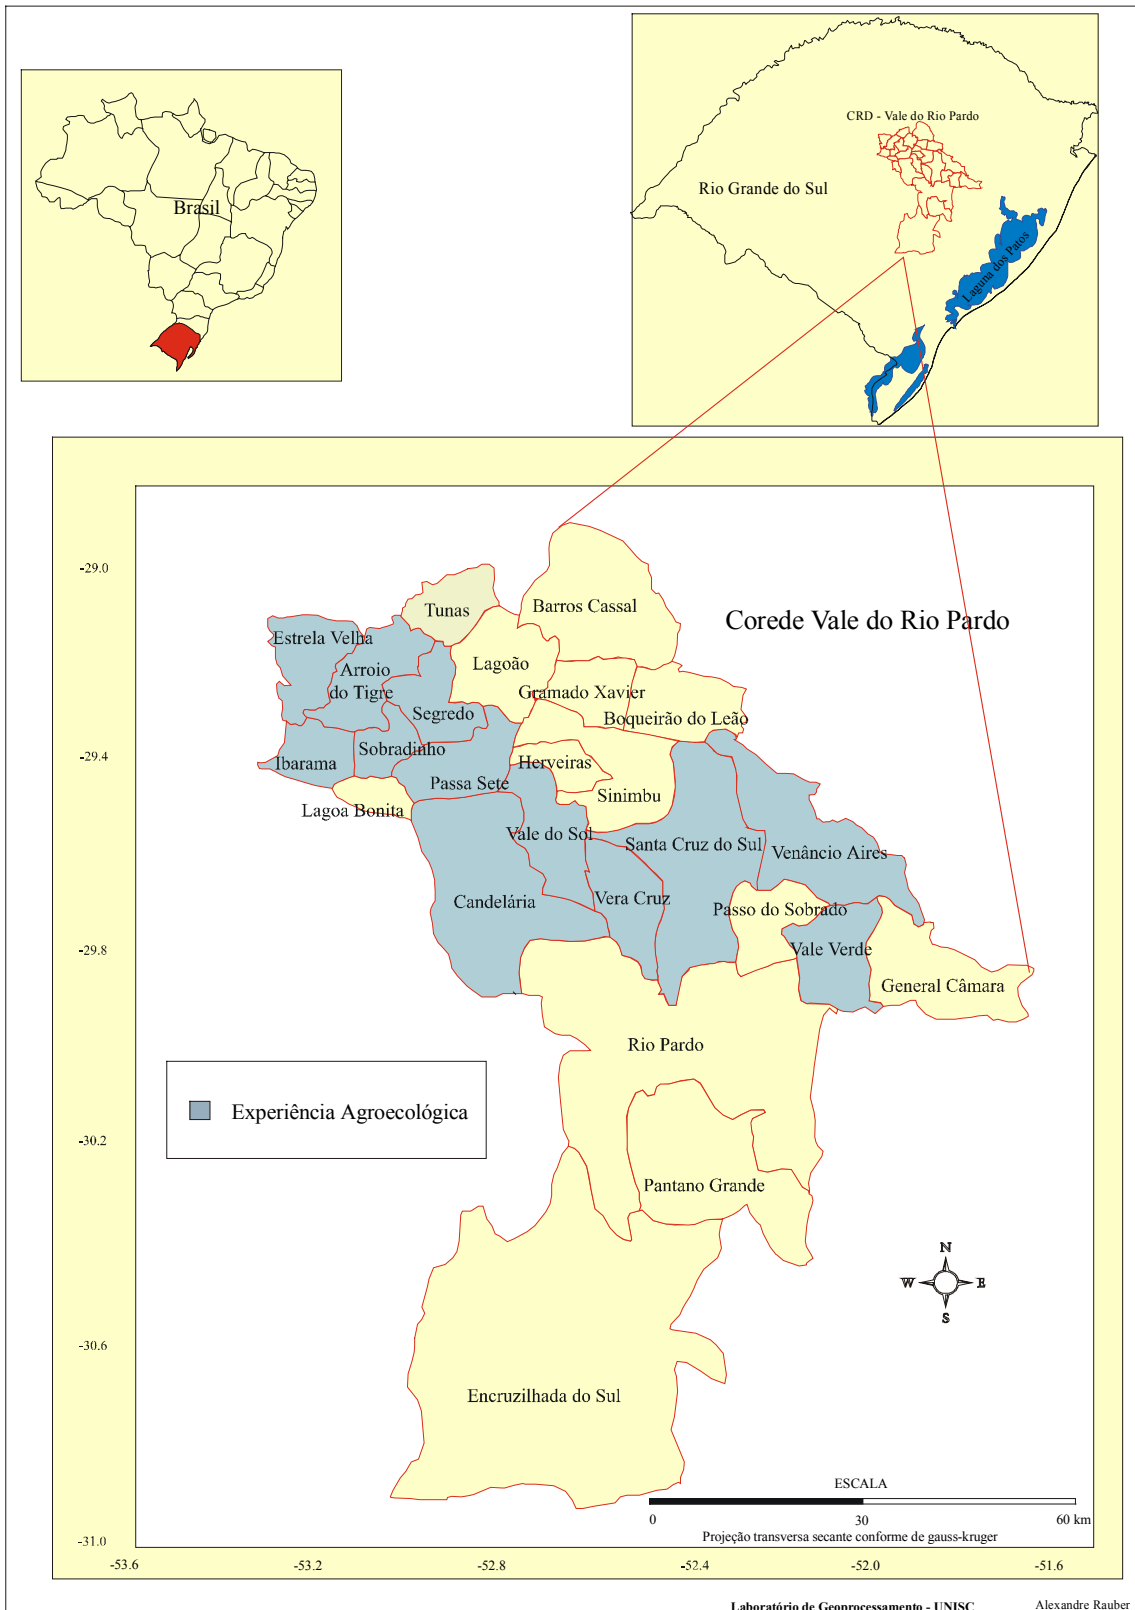 Brasil
CRD - Vale do Rio Pardo
Rio Grande do Sul
Laguna dos Patos
Corede Vale do Rio Pardo
-29.0
-29.4
-29.8
-30.2
-30.6
-31.0
Tunas
Barros Cassal
Estrela Velha
Lagoão
Arroio
do Tigre
Gramado Xavier
Segredo
Boqueirão do Leão
Sobradinho
Ibarama
Herveiras
Passa Sete
Sinimbu
Lagoa Bonita
Vale do Sol
Santa Cruz do Sul
Venâncio Aires
Candelária
Vera Cruz
Passo do Sobrado
Vale Verde
General Câmara
Rio Pardo
Experiência Agroecológica
Pantano Grande
N
W
E
S
Encruzilhada do Sul
ESCALA
0
30
60 km
Projeção transversa secante conforme de gauss-kruger
-53.6
-53.2
-52.8
-52.4
-52.0
-51.6
Laboratório de Geoprocessamento - UNISC
Alexandre Rauber